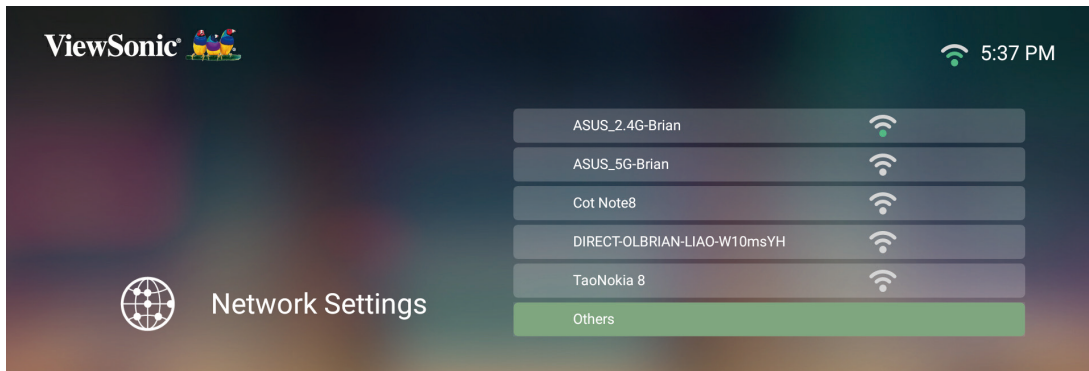 ViewSonic®
5:37 PM
ASUS_2.4G-Brian
ASUS_5G-Brian
Cot Note8
DIRECT-OLBRIAN-LIAO-W10msYH
TaoNokia 8
Others
Network Settings